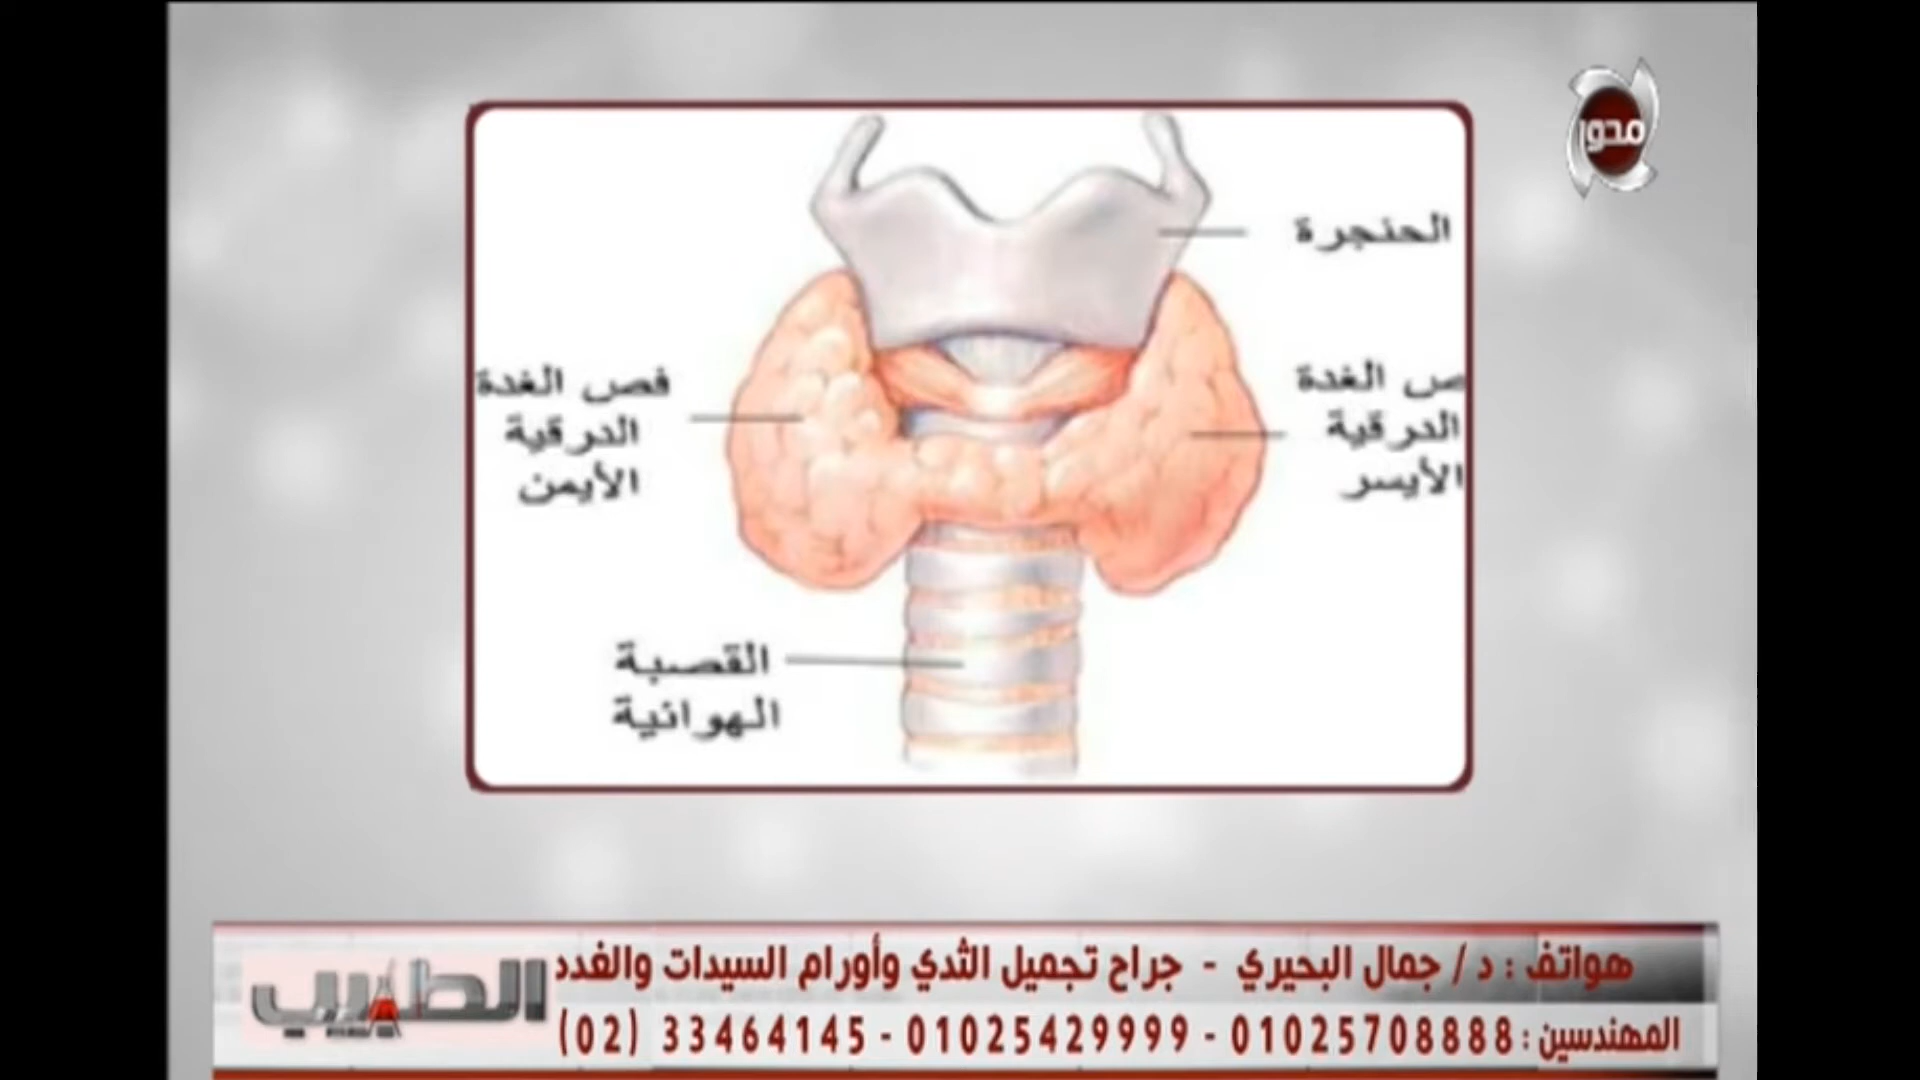 محور
الحنجرة
فص الغدة
الدرقية
الأيمن
ص الغدة
الدرقية
الأيسر
القصبة
الهوائية
هواتف : د / جمال البحيري - جراح تجميل الثدي وأورام السيدات والغدد
المهندسين : 01025708888 - 01025429999 - 33464145 (02)
الطبيب